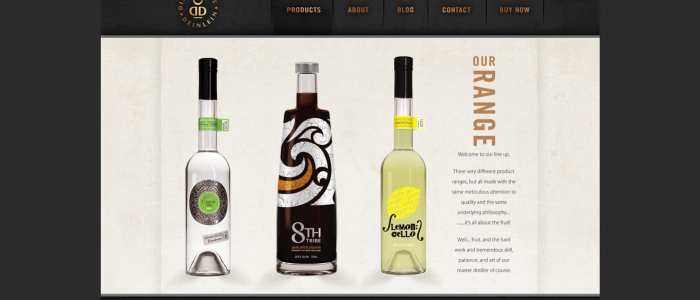 DEINLEIN
PRODUCTS
ABOUT
BLOG
CONTACT
BUY NOW
OUR
RANGE
Welcome to our line up.
Three very different product
ranges, but all made with the
same meticulous attention to
quality and the same
underlying philosophy...
......it's all about the fruit!
Well... fruit, and the hard
work and tremendous skill,
patience, and art of our
master distiller of course.
8TH
TRIBE
LEMON:
CELLO